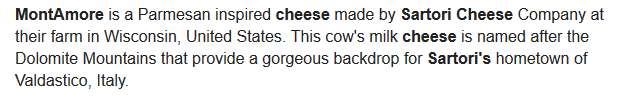 MontAmore is a Parmesan inspired cheese made by Sartori Cheese Company at
their farm in Wisconsin, United States. This cow's milk cheese is named after the
Dolomite Mountains that provide a gorgeous backdrop for Sartori's hometown of
Valdastico, Italy.